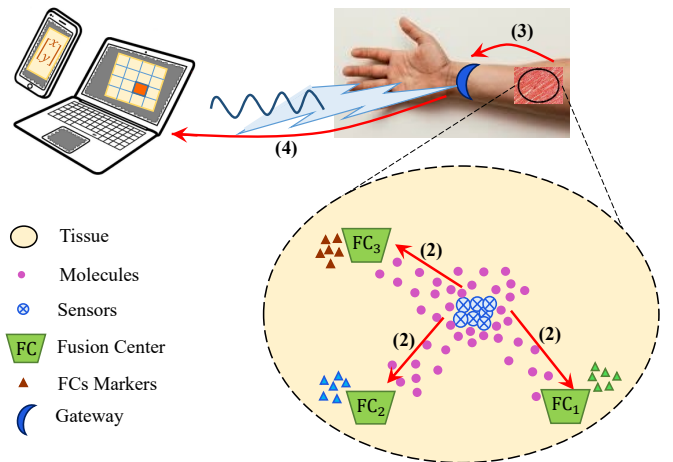 [x
y]
(3)
(4)
Tissue
Molecules
Sensors
FC
Fusion Center
FCs Markers
Gateway
FC₃
(2)
(2)
(2)
FC₂
FC₁